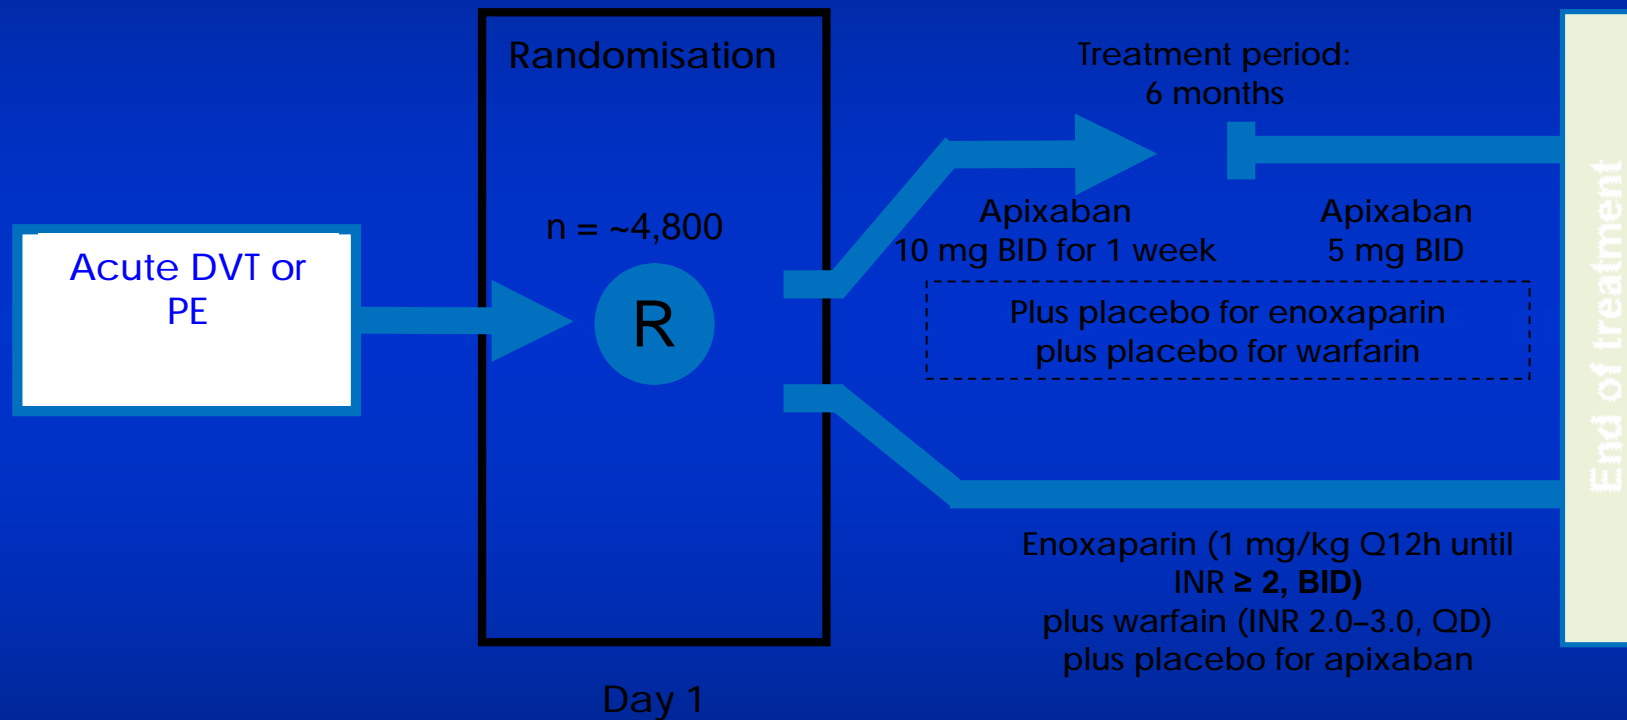 Randomisation
Treatment period:
6 months
n = ~4,800
Acute DVT or
PE
R
Apixaban
10 mg BID for 1 week
Apixaban
5 mg BID
Plus placebo for enoxaparin
plus placebo for warfarin
Enoxaparin (1 mg/kg Q12h until
INR ≥ 2, BID)
plus warfain (INR 2.0–3.0, QD)
plus placebo for apixaban
End of treatment
Day 1